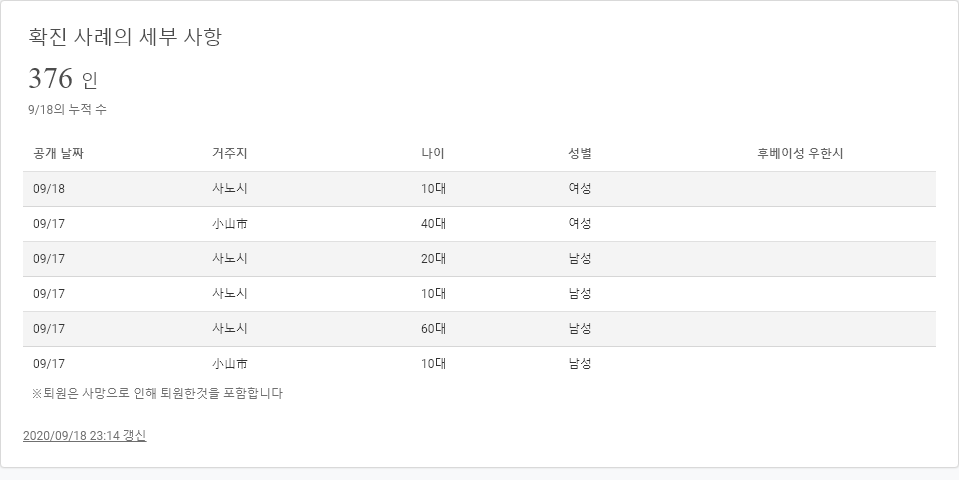 확진 사례의 세부 사항
376 인
9/18의 누적 수
공개 날짜 거주지 나이 성별 후베이성 우한시
09/18 사노시 10대 여성
09/17 小山市 40대 여성
09/17 사노시 20대 남성
09/17 사노시 10대 남성
09/17 사노시 60대 남성
09/17 小山市 10대 남성
※퇴원은 사망으로 인해 퇴원한것을 포함합니다
2020/09/18 23:14 갱신